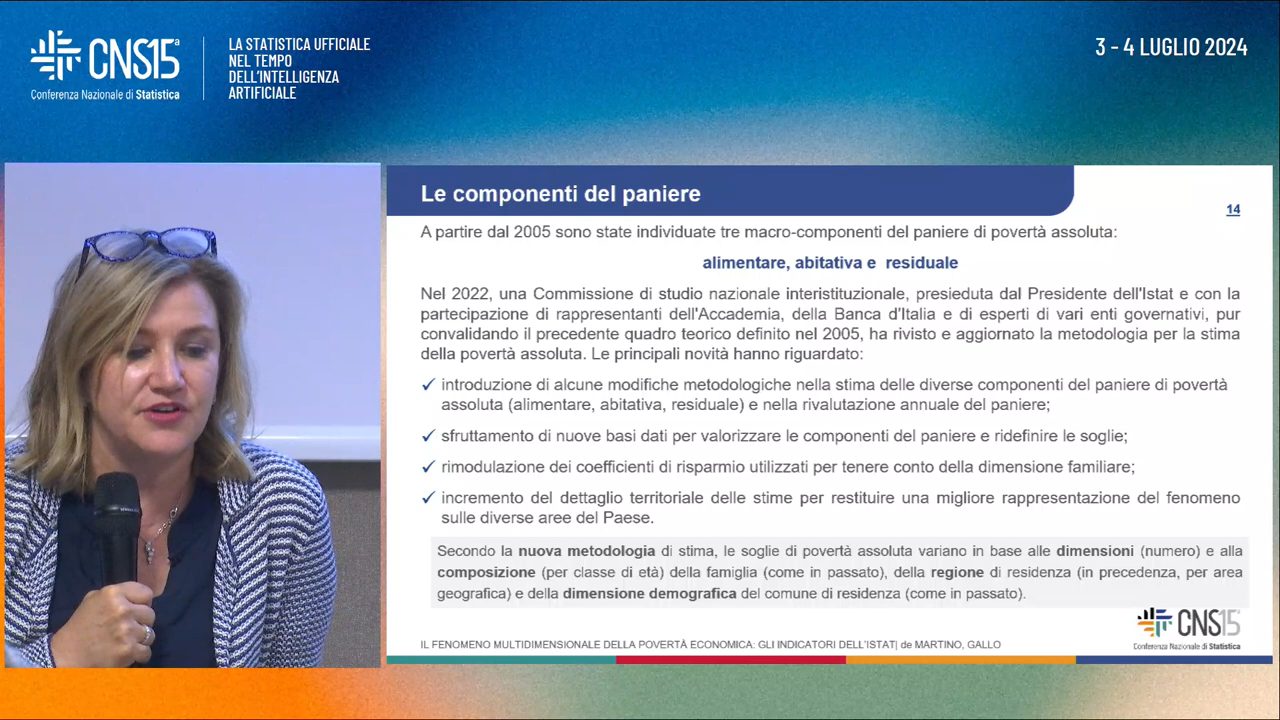 CNS15ª
Conferenza Nazionale di Statistica
LA STATISTICA UFFICIALE
NEL TEMPO
DELL'INTELLIGENZA
ARTIFICIALE
3 - 4 LUGLIO 2024
Le componenti del paniere
14
A partire dal 2005 sono state individuate tre macro-componenti del paniere di povertà assoluta:
alimentare, abitativa e residuale
Nel 2022, una Commissione di studio nazionale interistituzionale, presieduta dal Presidente dell'Istat e con la
partecipazione di rappresentanti dell'Accademia, della Banca d'Italia e di esperti di vari enti governativi, pur
convalidando il precedente quadro teorico definito nel 2005, ha rivisto e aggiornato la metodologia per la stima
della povertà assoluta. Le principali novità hanno riguardato:
✓ introduzione di alcune modifiche metodologiche nella stima delle diverse componenti del paniere di povertà
assoluta (alimentare, abitativa, residuale) e nella rivalutazione annuale del paniere;
✓ sfruttamento di nuove basi dati per valorizzare le componenti del paniere e ridefinire le soglie;
✓ rimodulazione dei coefficienti di risparmio utilizzati per tenere conto della dimensione familiare;
✓ incremento del dettaglio territoriale delle stime per restituire una migliore rappresentazione del fenomeno
sulle diverse aree del Paese.
Secondo la nuova metodologia di stima, le soglie di povertà assoluta variano in base alle dimensioni (numero) e alla
composizione (per classe di età) della famiglia (come in passato), della regione di residenza (in precedenza, per area
geografica) e della dimensione demografica del comune di residenza (come in passato).
CNS15
Conferenza Nazionale di Statistica
IL FENOMENO MULTIDIMENSIONALE DELLA POVERTÀ ECONOMICA: GLI INDICATORI DELL'ISTAT| de MARTINO, GALLO